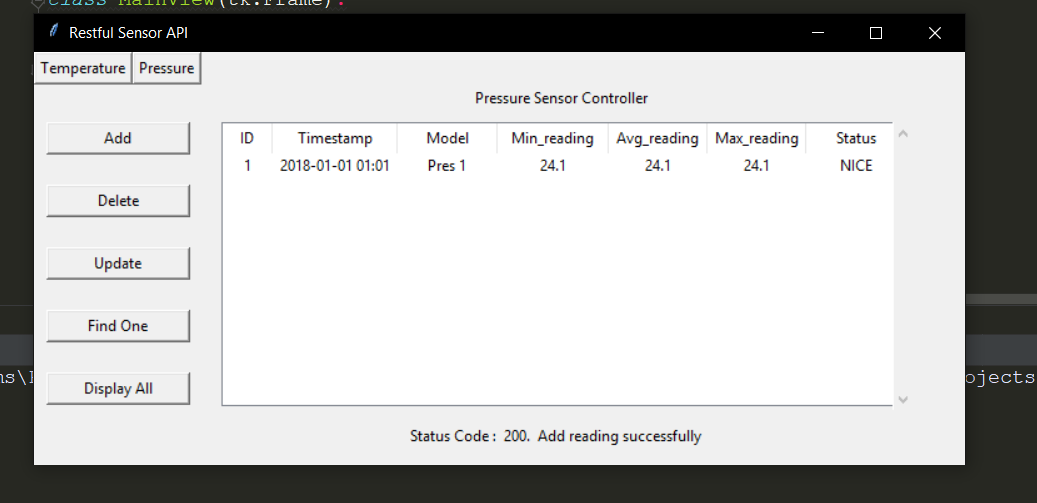 class MainView(tk.Frame):
Restful Sensor API
Temperature Pressure
Pressure Sensor Controller
Add
Delete
Update
Find One
Display All
ID Timestamp Model Min_reading Avg_reading Max_reading Status
1 2018-01-01 01:01 Pres 1 24.1 24.1 24.1 NICE
ojects
Status Code : 200. Add reading successfully